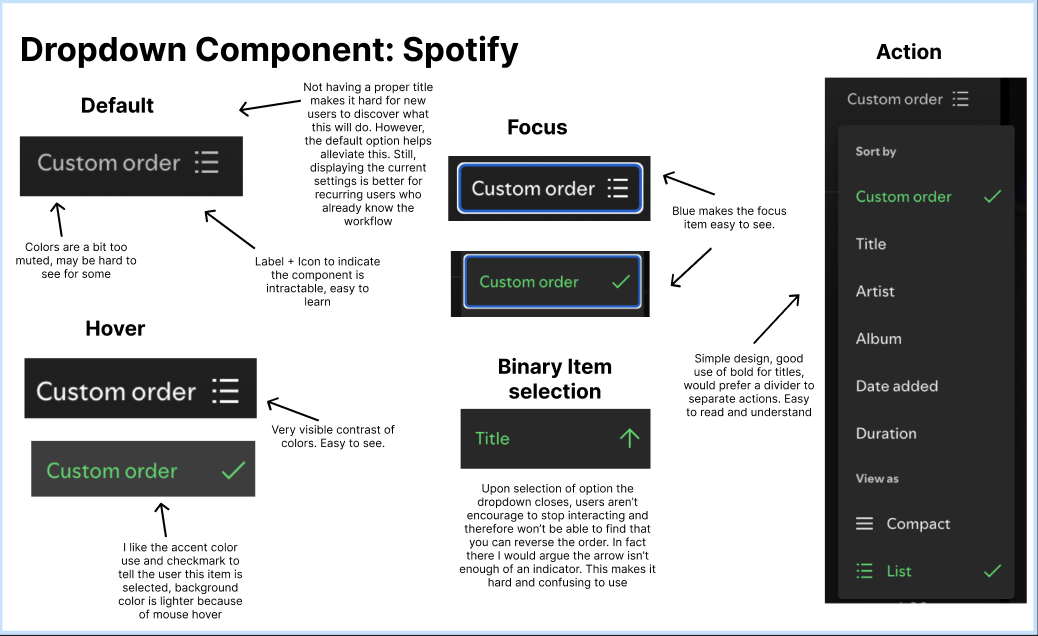 Dropdown Component: Spotify
Default
Not having a proper title
makes it hard for new
users to discover what
this will do. However,
the default option helps
alleviate this. Still,
displaying the current
settings is better for
recurring users who
already know the
workflow
Custom order
Colors are a bit too
muted, may be hard to
see for some
Label + Icon to indicate
the component is
intractable, easy to
learn
Hover
Custom order
Very visible contrast of
colors. Easy to see.
Custom order
I like the accent color
use and checkmark to
tell the user this item is
selected, background
color is lighter because
of mouse hover
Focus
Custom order
Blue makes the focus
item easy to see.
Custom order
Binary Item
selection
Title
Upon selection of option the
dropdown closes, users aren’t
encourage to stop interacting and
therefore won’t be able to find that
you can reverse the order. In fact
there I would argue the arrow isn’t
enough of an indicator. This makes it
hard and confusing to use
Simple design, good
use of bold for titles,
would prefer a divider to
separate actions. Easy
to read and understand
Action
Custom order
Sort by
Custom order
Title
Artist
Album
Date added
Duration
View as
Compact
List